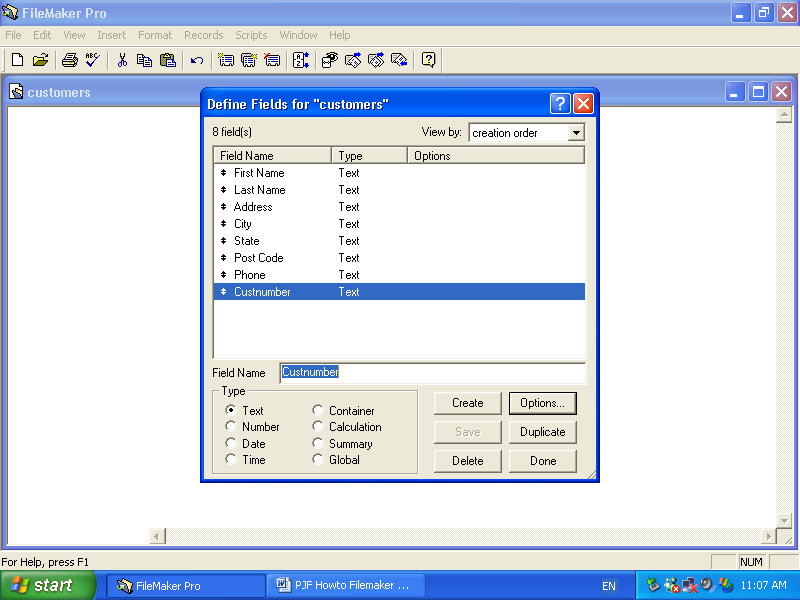 FileMaker Pro
File Edit View Insert Format Records Scripts Window Help
customers
Define Fields for "customers"
8 field(s) View by: creation order
Field Name Type Options
First Name Text
Last Name Text
Address Text
City Text
State Text
Post Code Text
Phone Text
Custnumber Text
Field Name Custnumber
Type
Text Container
Number Calculation
Date Summary
Time Global
Create Options...
Save Duplicate
Delete Done
For Help, press F1 NUM
start FileMaker Pro PJF Howto Filemaker ... EN 11:07 AM